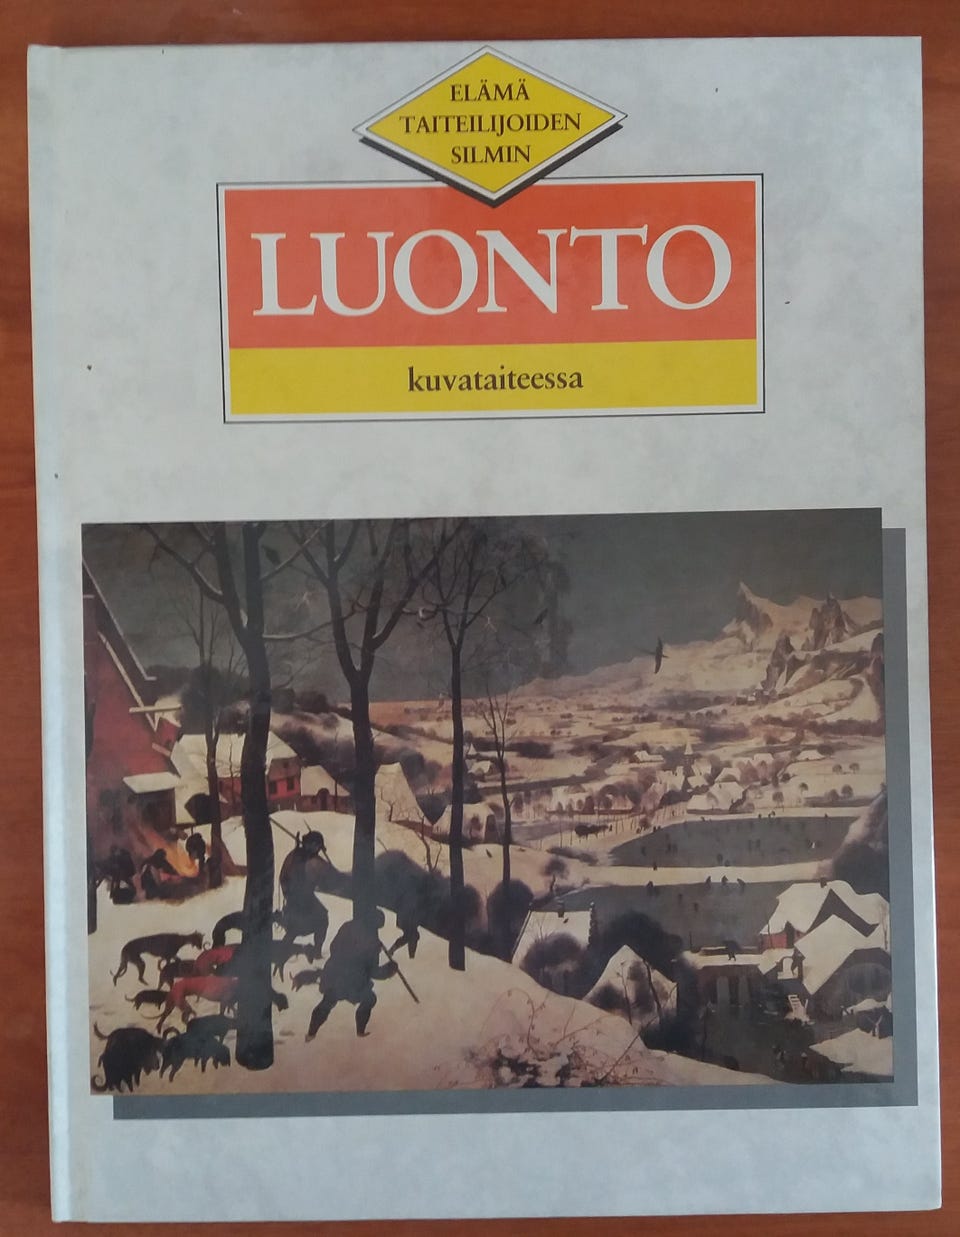 ELÄMÄ
TAITEILIJOIDEN
SILMIN
LUONTO
kuvataiteessa